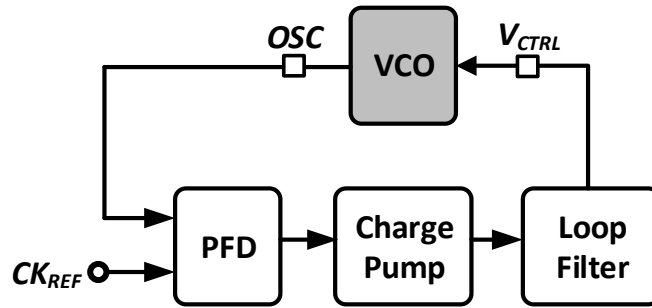 OSC
VCO
V_CTRL
PFD
Charge
Pump
Loop
Filter
CK_REF